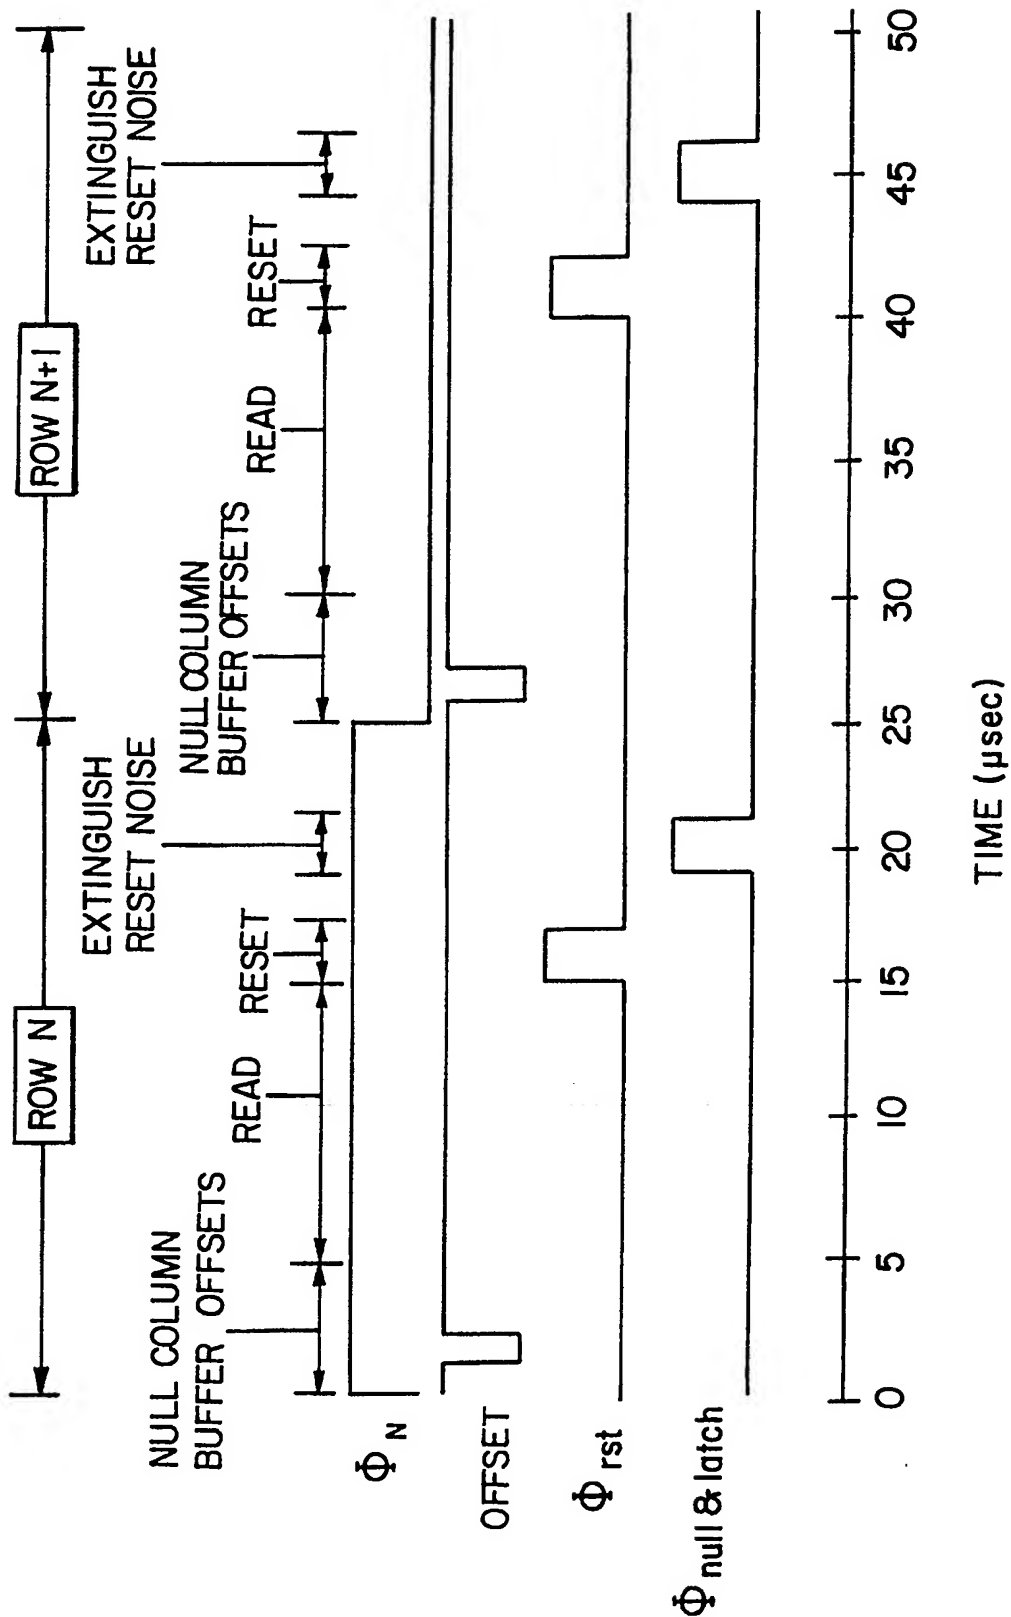 ROW N
ROW N+1
EXTINGUISH
RESET NOISE
EXTINGUISH
RESET NOISE
NULL COLUMN
BUFFER OFFSETS
READ
RESET
NULL COLUMN
BUFFER OFFSETS
READ
RESET
Φ N
OFFSET
Φ rst
Φ null & latch
0 5 10 15 20 25 30 35 40 45 50
TIME (μsec)